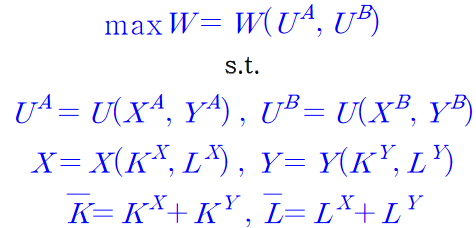 max W = W(U^A, U^B)
s.t.
U^A = U(X^A, Y^A), U^B = U(X^B, Y^B)
X = X(K^X, L^X), Y = Y(K^Y, L^Y)
K̅ = K^X + K^Y, L̅ = L^X + L^Y